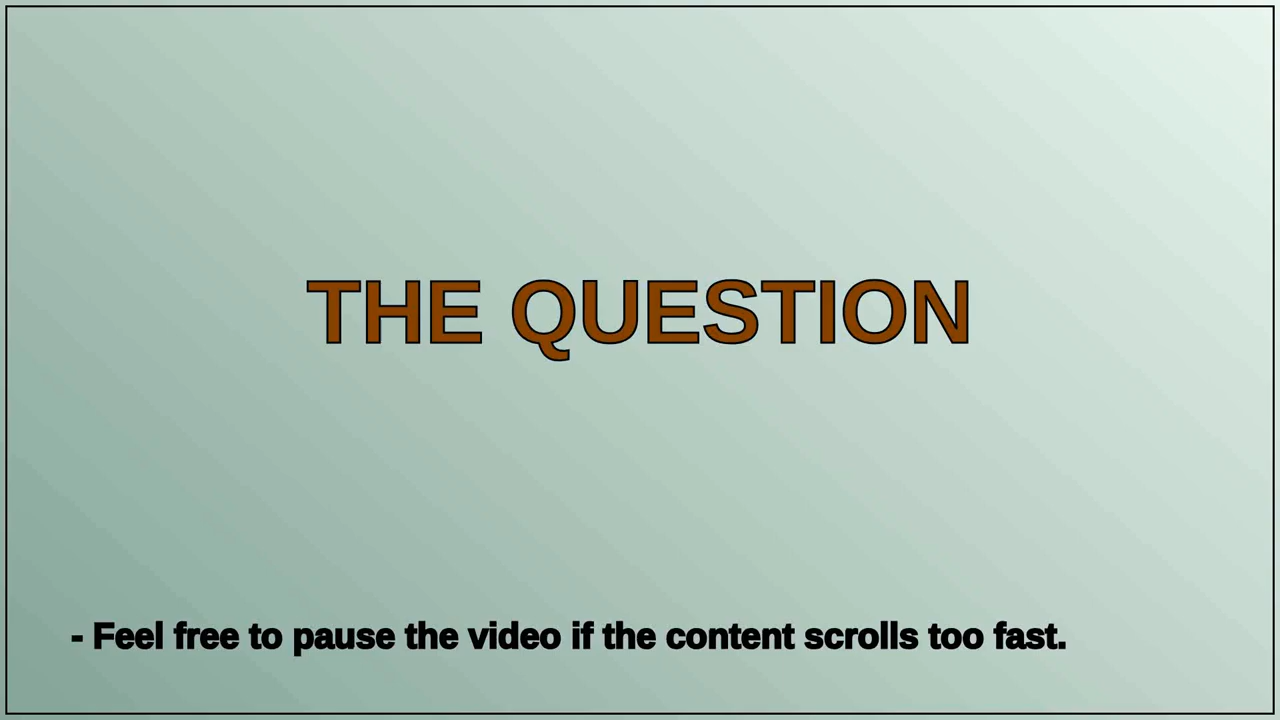 THE QUESTION
- Feel free to pause the video if the content scrolls too fast.